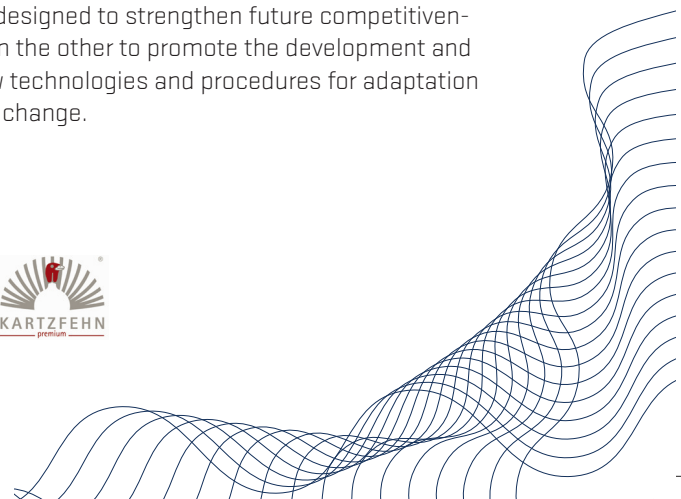 designed to strengthen future competitiven-
n the other to promote the development and
technologies and procedures for adaptation
change.
®
KARTZFEHN
premium